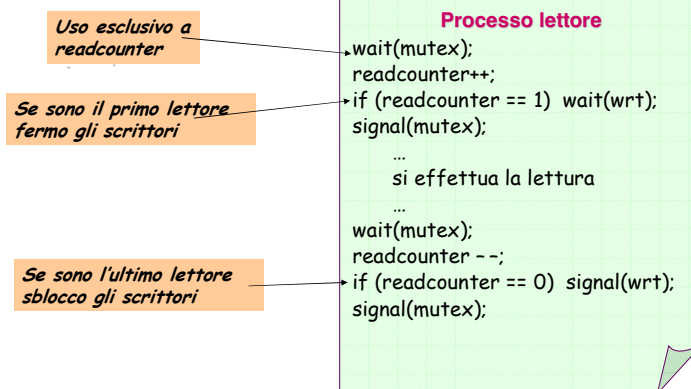 Uso esclusivo a
readcounter
Se sono il primo lettore
fermo gli scrittori
Se sono l'ultimo lettore
sblocco gli scrittori
Processo lettore
wait(mutex);
readcounter++;
if (readcounter == 1) wait(wrt);
signal(mutex);
…
si effettua la lettura
…
wait(mutex);
readcounter – –;
if (readcounter == 0) signal(wrt);
signal(mutex);